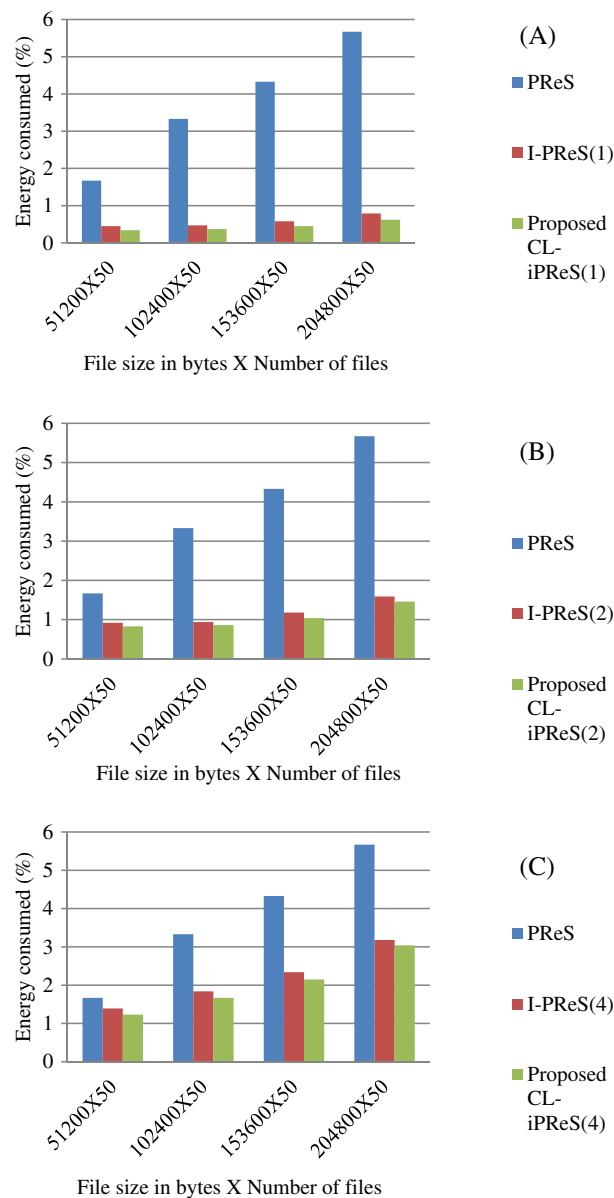 (A)
Energy consumed (%)
6
5
4
3
2
1
0
51200X50
102400X50
153600X50
204800X50
File size in bytes X Number of files
PReS
I-PReS(1)
Proposed
CL-
iPReS(1)
(B)
Energy consumed (%)
6
5
4
3
2
1
0
51200X50
102400X50
153600X50
204800X50
File size in bytes X Number of files
PReS
I-PReS(2)
Proposed
CL-
iPReS(2)
(C)
Energy consumed (%)
6
5
4
3
2
1
0
51200X50
102400X50
153600X50
204800X50
File size in bytes X Number of files
PReS
I-PReS(4)
Proposed
CL-
iPReS(4)